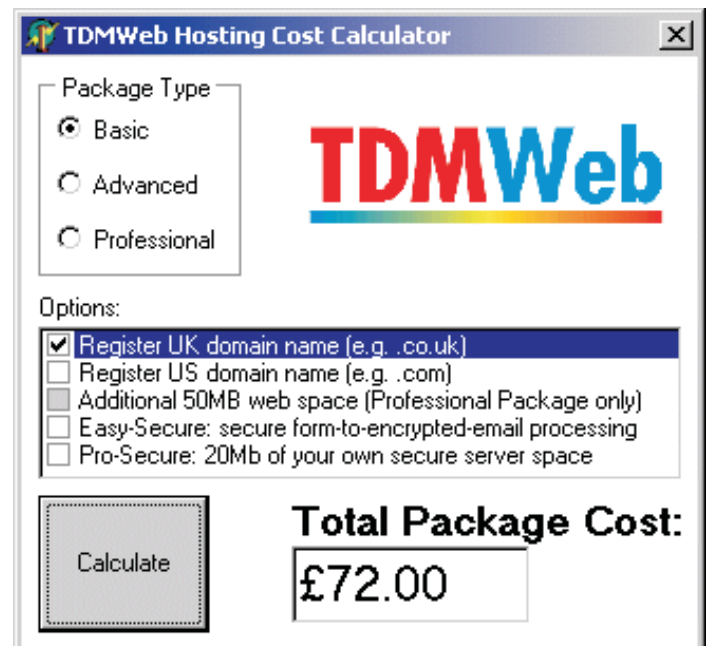 TDMWeb Hosting Cost Calculator
Package Type
Basic
Advanced
Professional
TDMWeb
Options:
Register UK domain name (e.g. .co.uk)
Register US domain name (e.g. .com)
Additional 50MB web space (Professional Package only)
Easy-Secure: secure form-to-encrypted-email processing
Pro-Secure: 20Mb of your own secure server space
Calculate
Total Package Cost:
£72.00